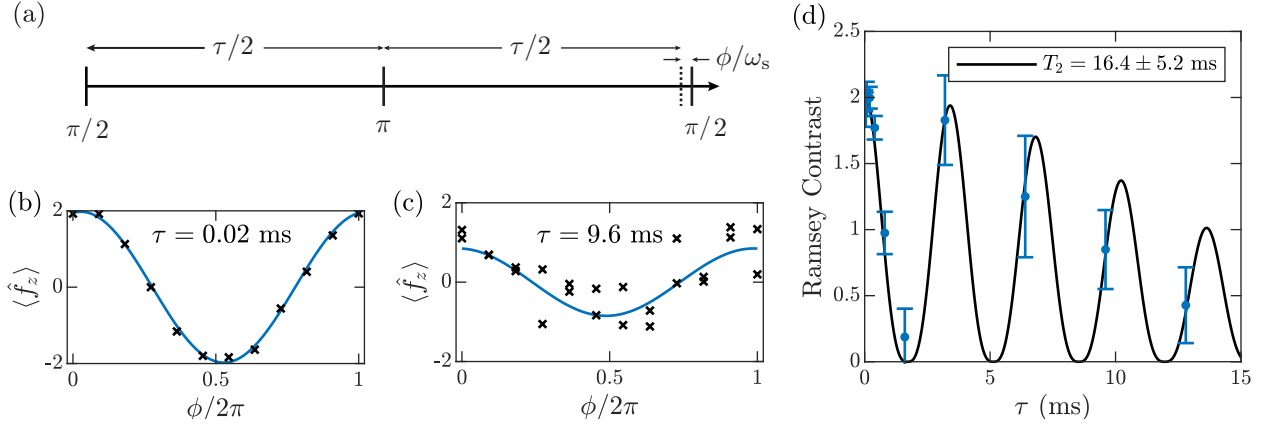 (a)
τ/2
τ/2
ϕ/ω_s
π/2
π
π/2
(b)
2
0
-2
τ = 0.02 ms
⟨f̂_z⟩
0
0.5
1
ϕ/2π
(c)
2
0
-2
τ = 9.6 ms
⟨f̂_z⟩
0
0.5
1
ϕ/2π
(d)
2.5
2
1.5
1
0.5
0
Ramsey Contrast
T₂ = 16.4 ± 5.2 ms
0
5
10
15
τ (ms)